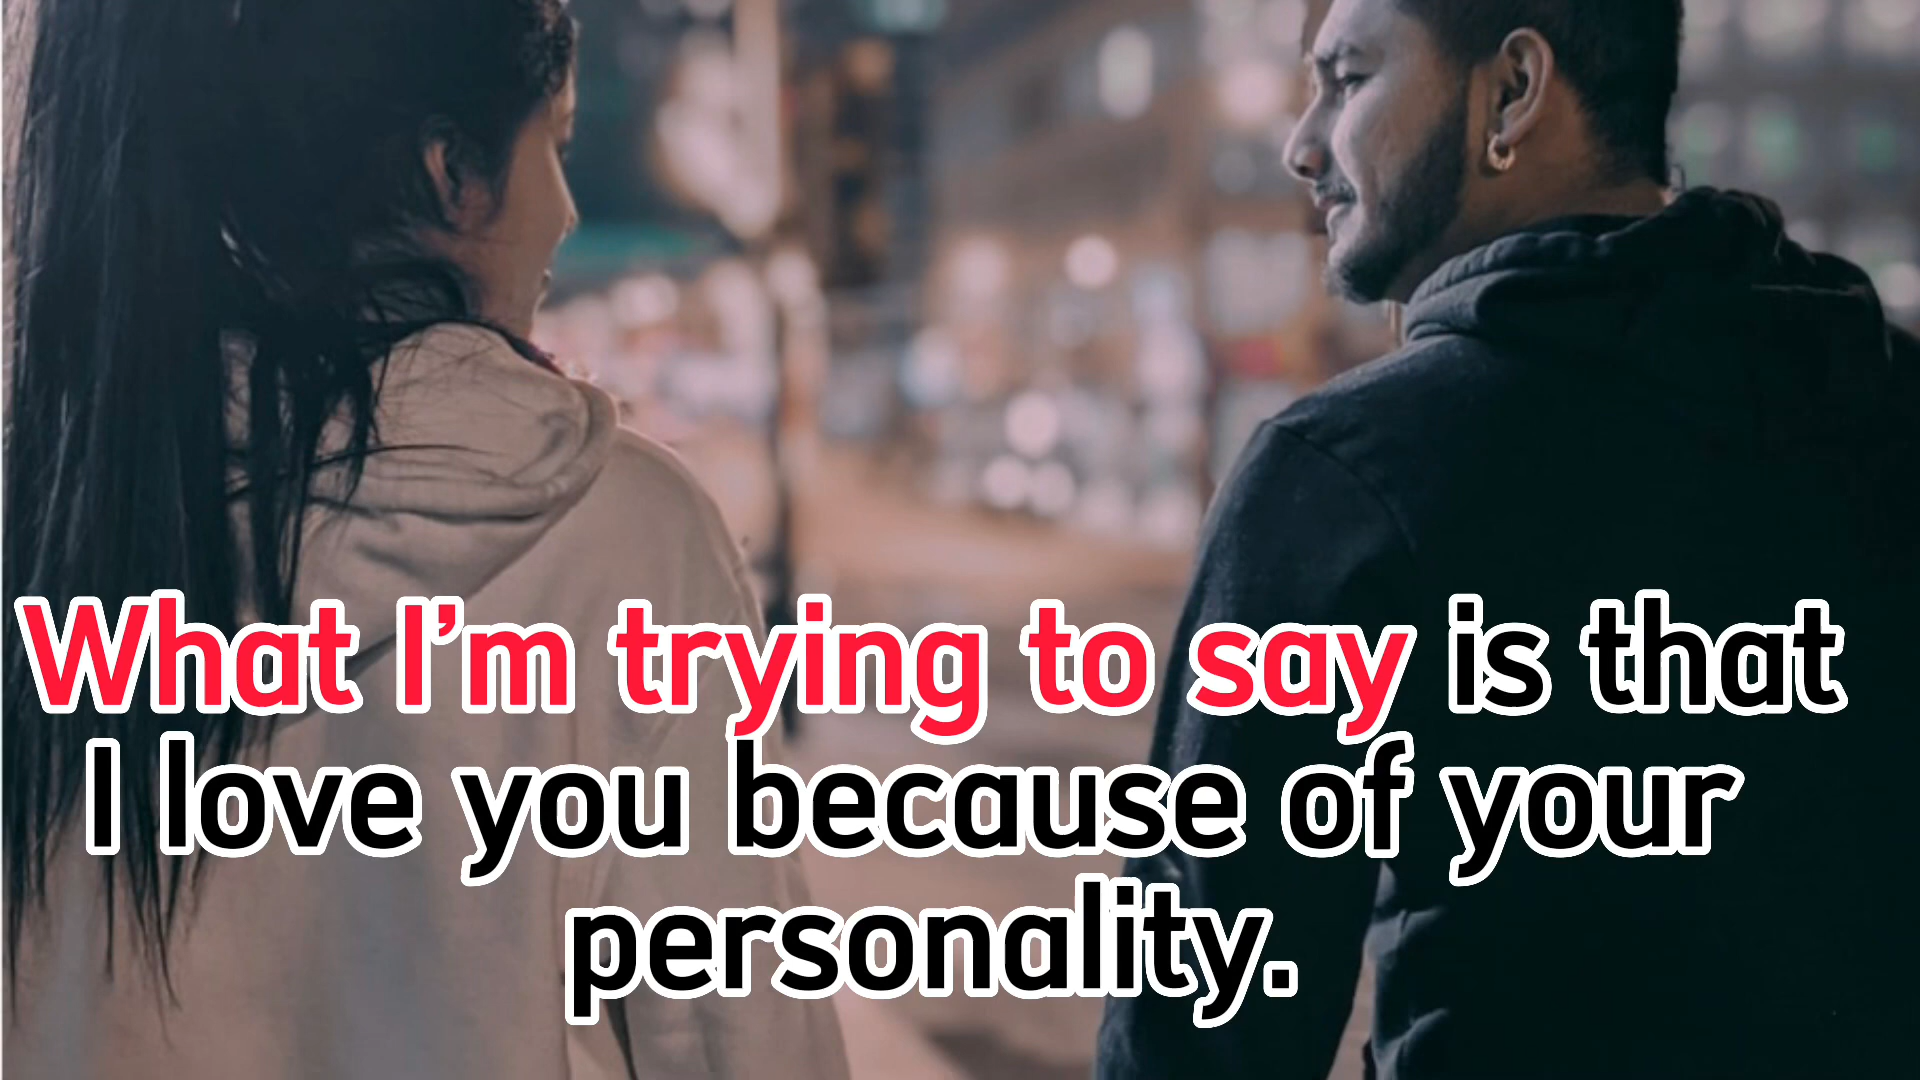 What I’m trying to say is that
I love you because of your
personality.